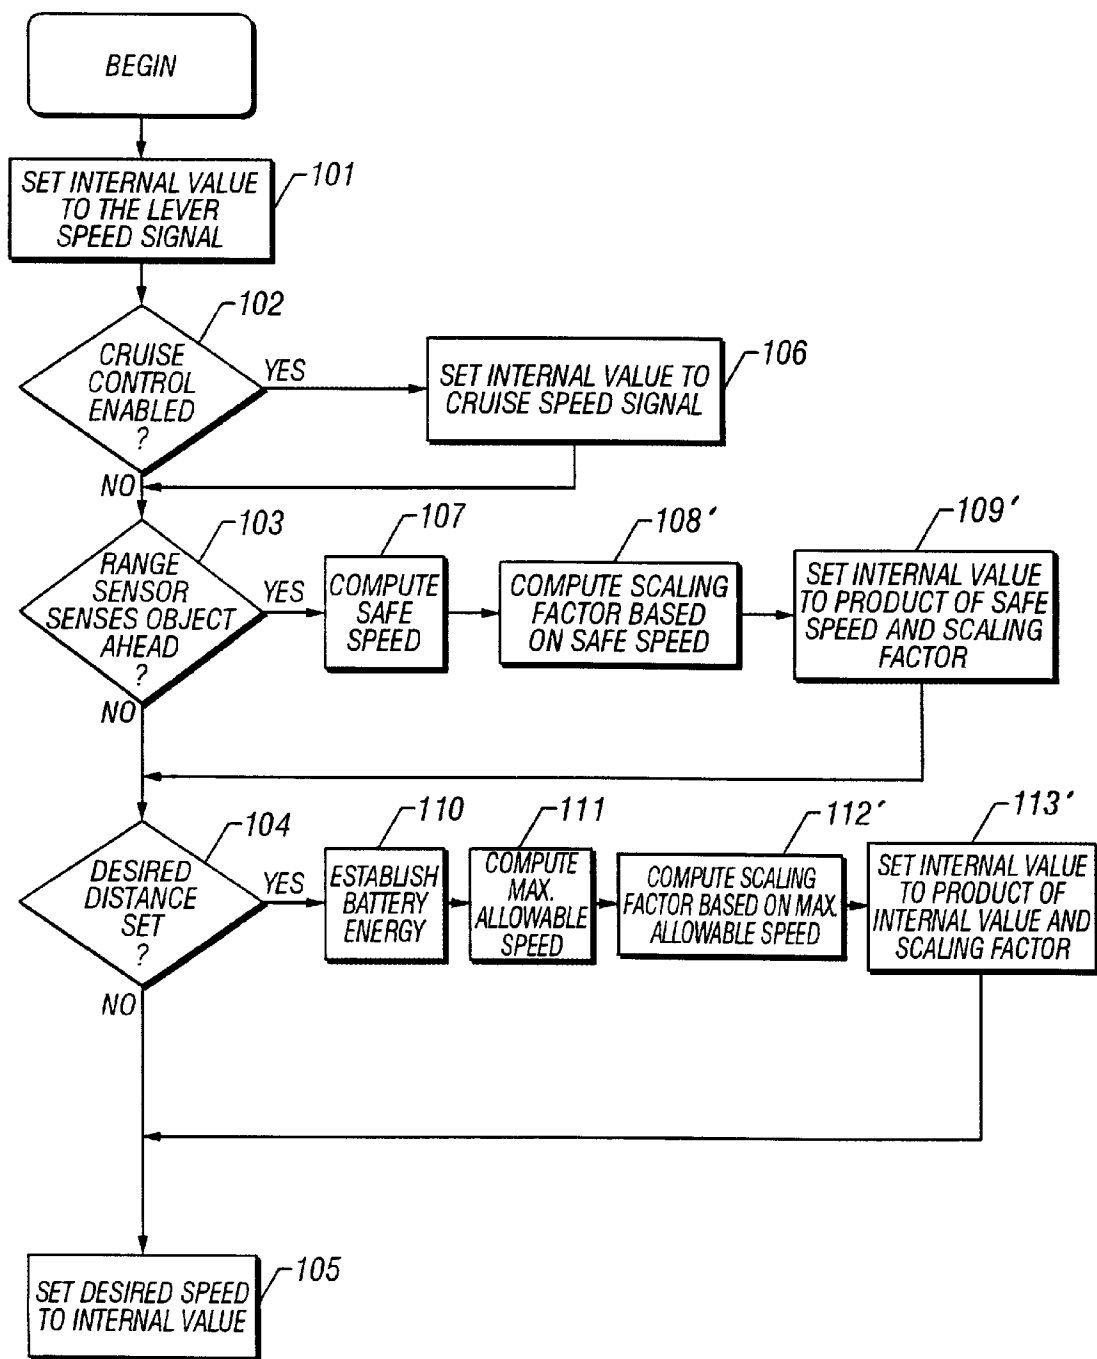 BEGIN
101
SET INTERNAL VALUE
TO THE LEVER
SPEED SIGNAL
102
CRUISE
CONTROL
ENABLED
?
YES
106
SET INTERNAL VALUE TO
CRUISE SPEED SIGNAL
NO
103
RANGE
SENSOR
SENSES OBJECT
AHEAD
?
YES
107
COMPUTE
SAFE
SPEED
108'
COMPUTE SCALING
FACTOR BASED
ON SAFE SPEED
109'
SET INTERNAL VALUE
TO PRODUCT OF SAFE
SPEED AND SCALING
FACTOR
NO
104
DESIRED
DISTANCE
SET
?
YES
110
ESTABLISH
BATTERY
ENERGY
111
COMPUTE
MAX.
ALLOWABLE
SPEED
112'
COMPUTE SCALING
FACTOR BASED ON MAX.
ALLOWABLE SPEED
113'
SET INTERNAL VALUE
TO PRODUCT OF
INTERNAL VALUE AND
SCALING FACTOR
NO
105
SET DESIRED SPEED
TO INTERNAL VALUE